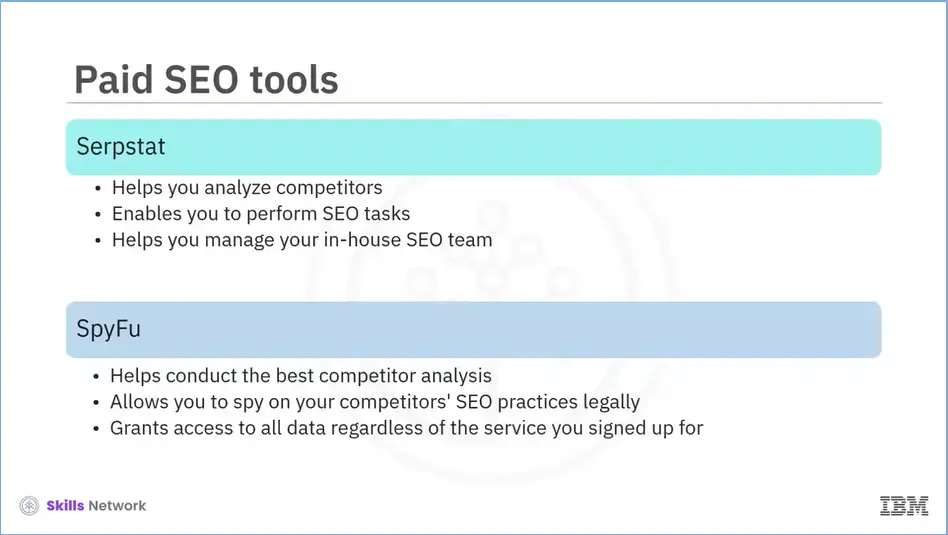 Paid SEO tools
Serpstat
• Helps you analyze competitors
• Enables you to perform SEO tasks
• Helps you manage your in-house SEO team
SpyFu
• Helps conduct the best competitor analysis
• Allows you to spy on your competitors' SEO practices legally
• Grants access to all data regardless of the service you signed up for
Skills Network
IBM